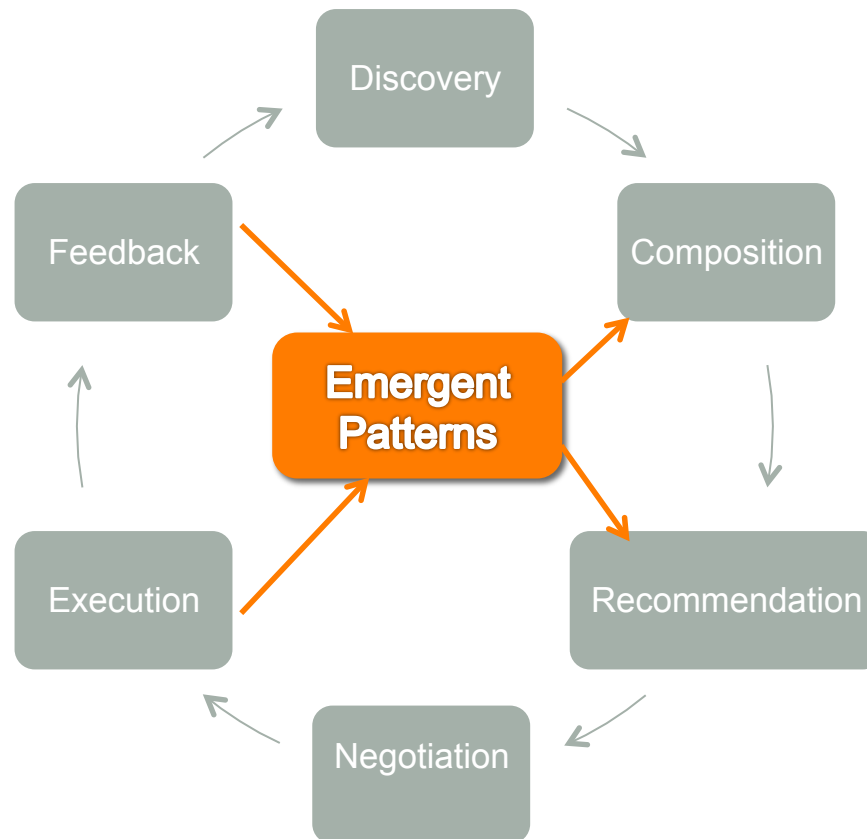 Discovery
Feedback
Composition
Emergent
Patterns
Execution
Recommendation
Negotiation